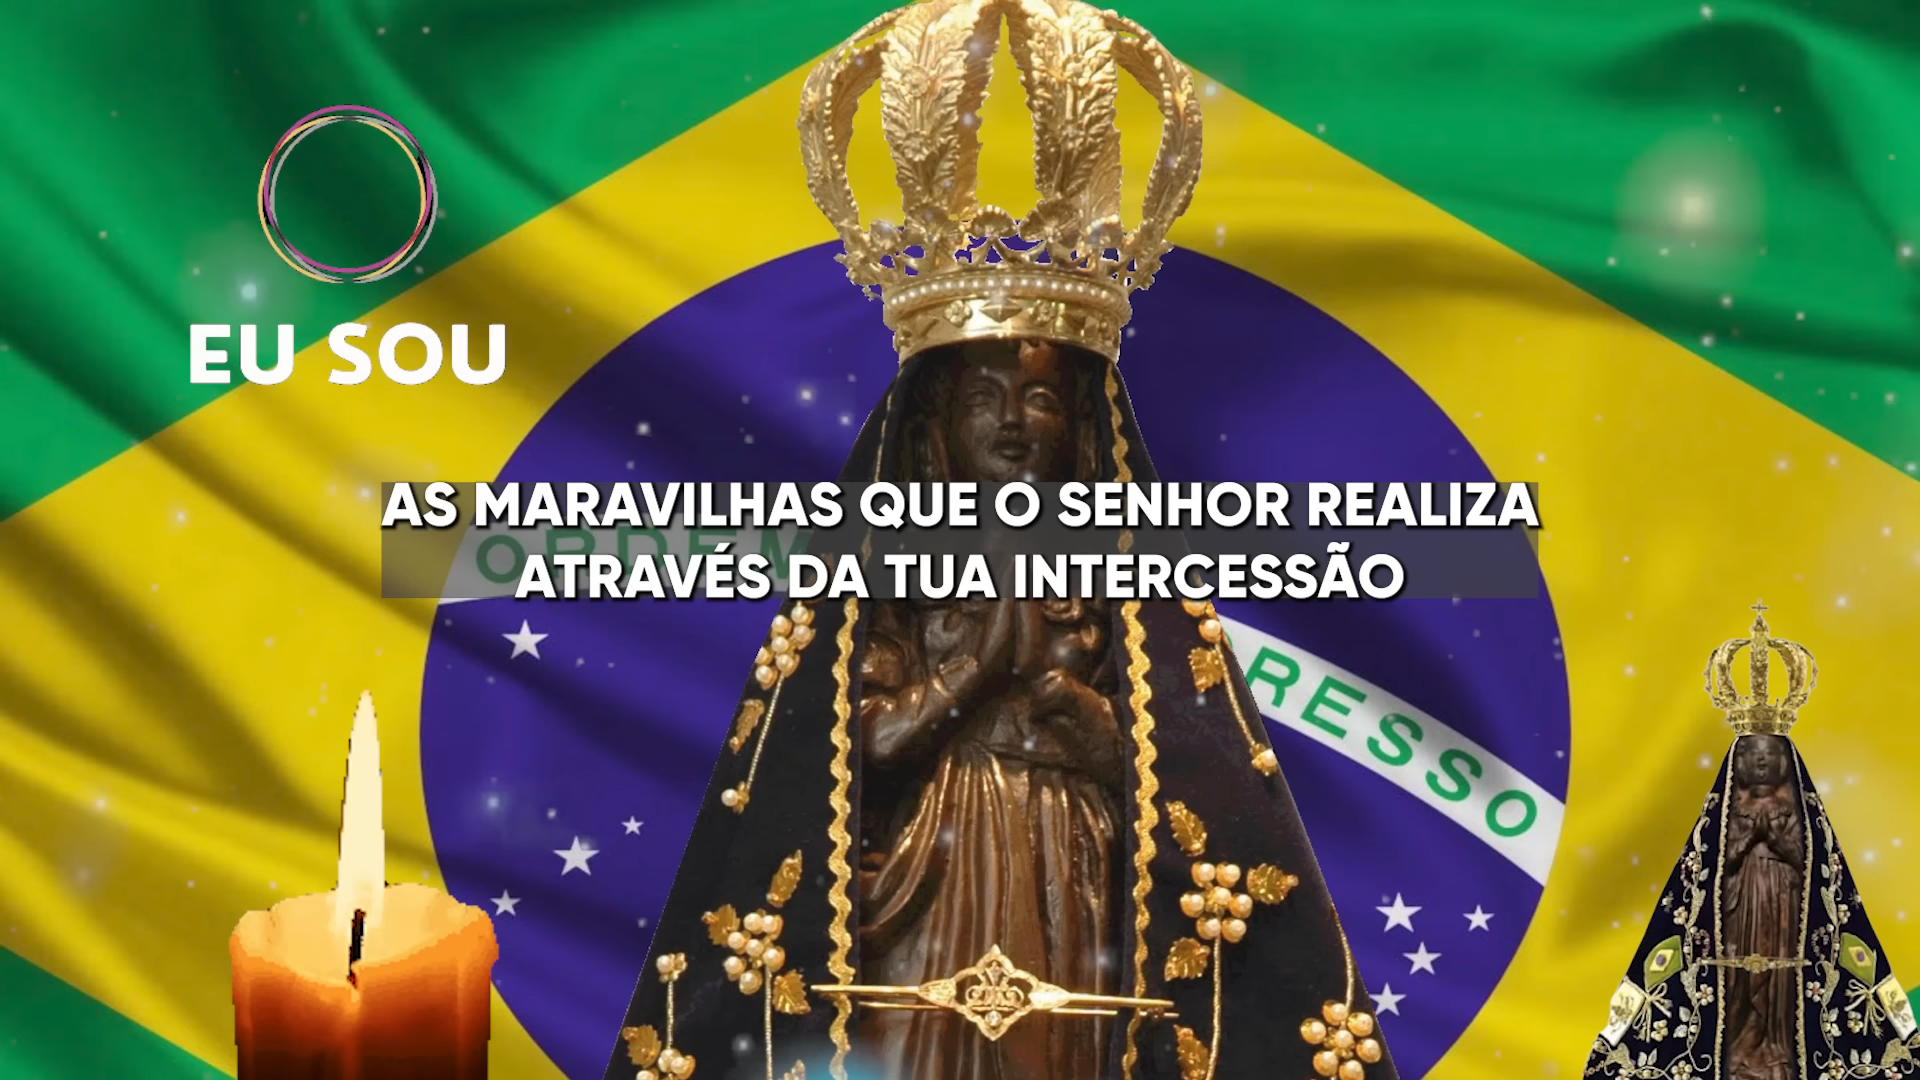 EU SOU
AS MARAVILHAS QUE O SENHOR REALIZA
ATRAVÉS DA TUA INTERCESSÃO
ORDEM
RESSO